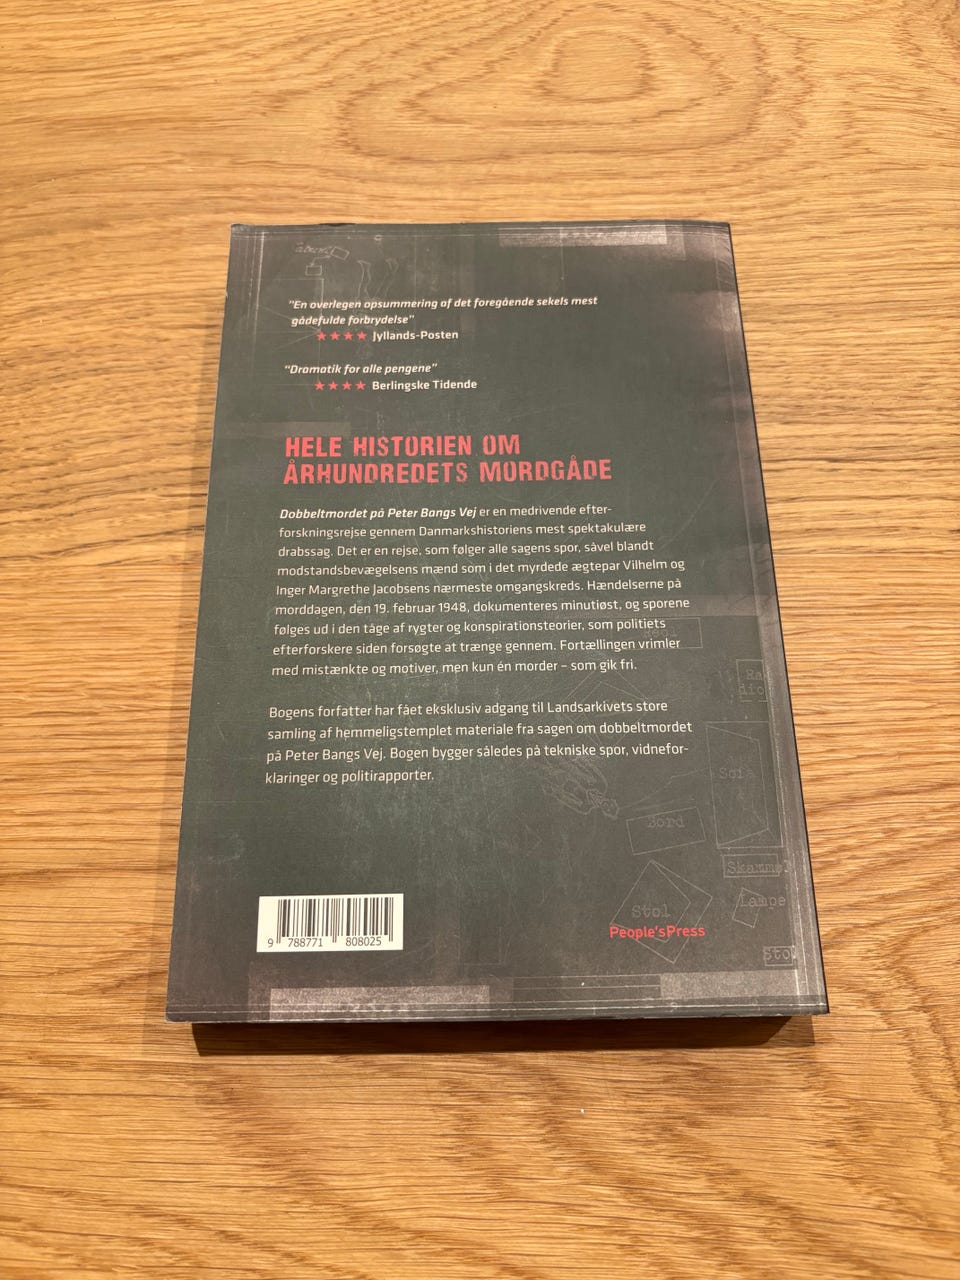 "En overlegen opsummering af det foregående sekels mest
gådefulde forbrydelse"
★★★★ Jyllands-Posten
"Dramatik for alle pengene"
★★★★ Berlingske Tidende
HELE HISTORIEN OM
ÅRHUNDREDETS MORDGÅDE
Dobbeltmordet på Peter Bangs Vej er en medrivende efter-
forskningsrejse gennem Danmarkshistoriens mest spektakulære
drabssag. Det er en rejse, som følger alle sagens spor, såvel blandt
modstandsbevægelsens mænd som i det myrdede ægtepar Vilhelm og
Inger Margrethe Jacobsens nærmeste omgangskreds. Hændelserne på
morddagen, den 19. februar 1948, dokumenteres minutiøst, og sporene
følges ud i den tåge af rygter og konspirationsteorier, som politiets
efterforskere siden forsøgte at trænge gennem. Fortællingen vrimler
med mistænkte og motiver, men kun én morder – som gik fri.
Bogens forfatter har fået eksklusiv adgang til Landsarkivets store
samling af hemmeligstemplet materiale fra sagen om dobbeltmordet
på Peter Bangs Vej. Bogen bygger således på tekniske spor, vidnefor-
klaringer og politirapporter.
Ra
dio
Sofa
Bord
Skammel
Lampe
Stol
People'sPress
Sto
9 788771 808025